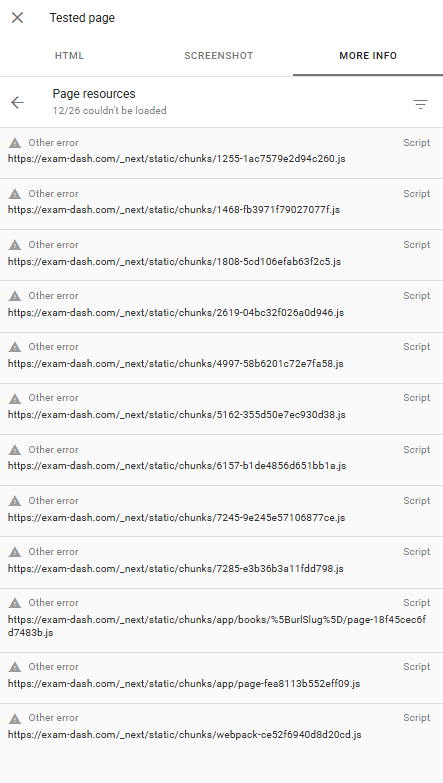 Tested page
HTML
SCREENSHOT
MORE INFO
Page resources
12/26 couldn't be loaded
Other error
Script
https://exam-dash.com/_next/static/chunks/1255-1ac7579e2d94c260.js
Other error
Script
https://exam-dash.com/_next/static/chunks/1468-fb3971f79027077f.js
Other error
Script
https://exam-dash.com/_next/static/chunks/1808-5cd106efab63f2c5.js
Other error
Script
https://exam-dash.com/_next/static/chunks/2619-04bc32f026a0d946.js
Other error
Script
https://exam-dash.com/_next/static/chunks/4997-58b6201c72e7fa58.js
Other error
Script
https://exam-dash.com/_next/static/chunks/5162-355d50e7ec930d38.js
Other error
Script
https://exam-dash.com/_next/static/chunks/6157-b1de4856d651bb1a.js
Other error
Script
https://exam-dash.com/_next/static/chunks/7245-9e245e57106877ce.js
Other error
Script
https://exam-dash.com/_next/static/chunks/7285-e3b36b3a11fdd798.js
Other error
Script
https://exam-dash.com/_next/static/chunks/app/books/%5BurlSlug%5D/page-18f45cec6f
d7483b.js
Other error
Script
https://exam-dash.com/_next/static/chunks/app/page-fea8113b552eff09.js
Other error
Script
https://exam-dash.com/_next/static/chunks/webpack-ce52f6940d8d20cd.js